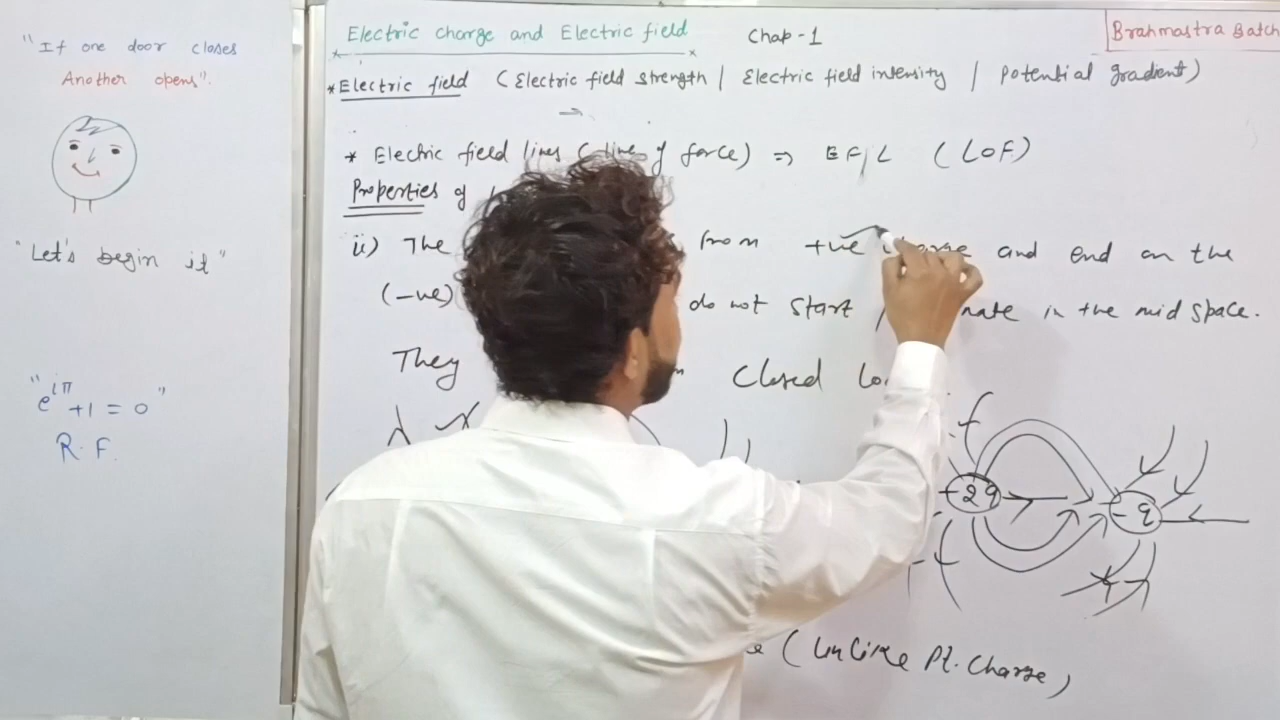 "If one door closes
Another opens".
"Let's begin it"
"e^iπ +1 = 0"
R.F.
Electric charge and Electric field Chap-1
Brahmastra Batch
* Electric field (Electric field strength / Electric field intensity / potential gradient)
⇒
* Electric field lines (lines of force) ⇒ EFL (LOF)
Properties of
ii) The from +ve charge and end on the
(-ve) do not start / in the mid space.
They Closed
+2q -q
(Unlike Pt. Charge)